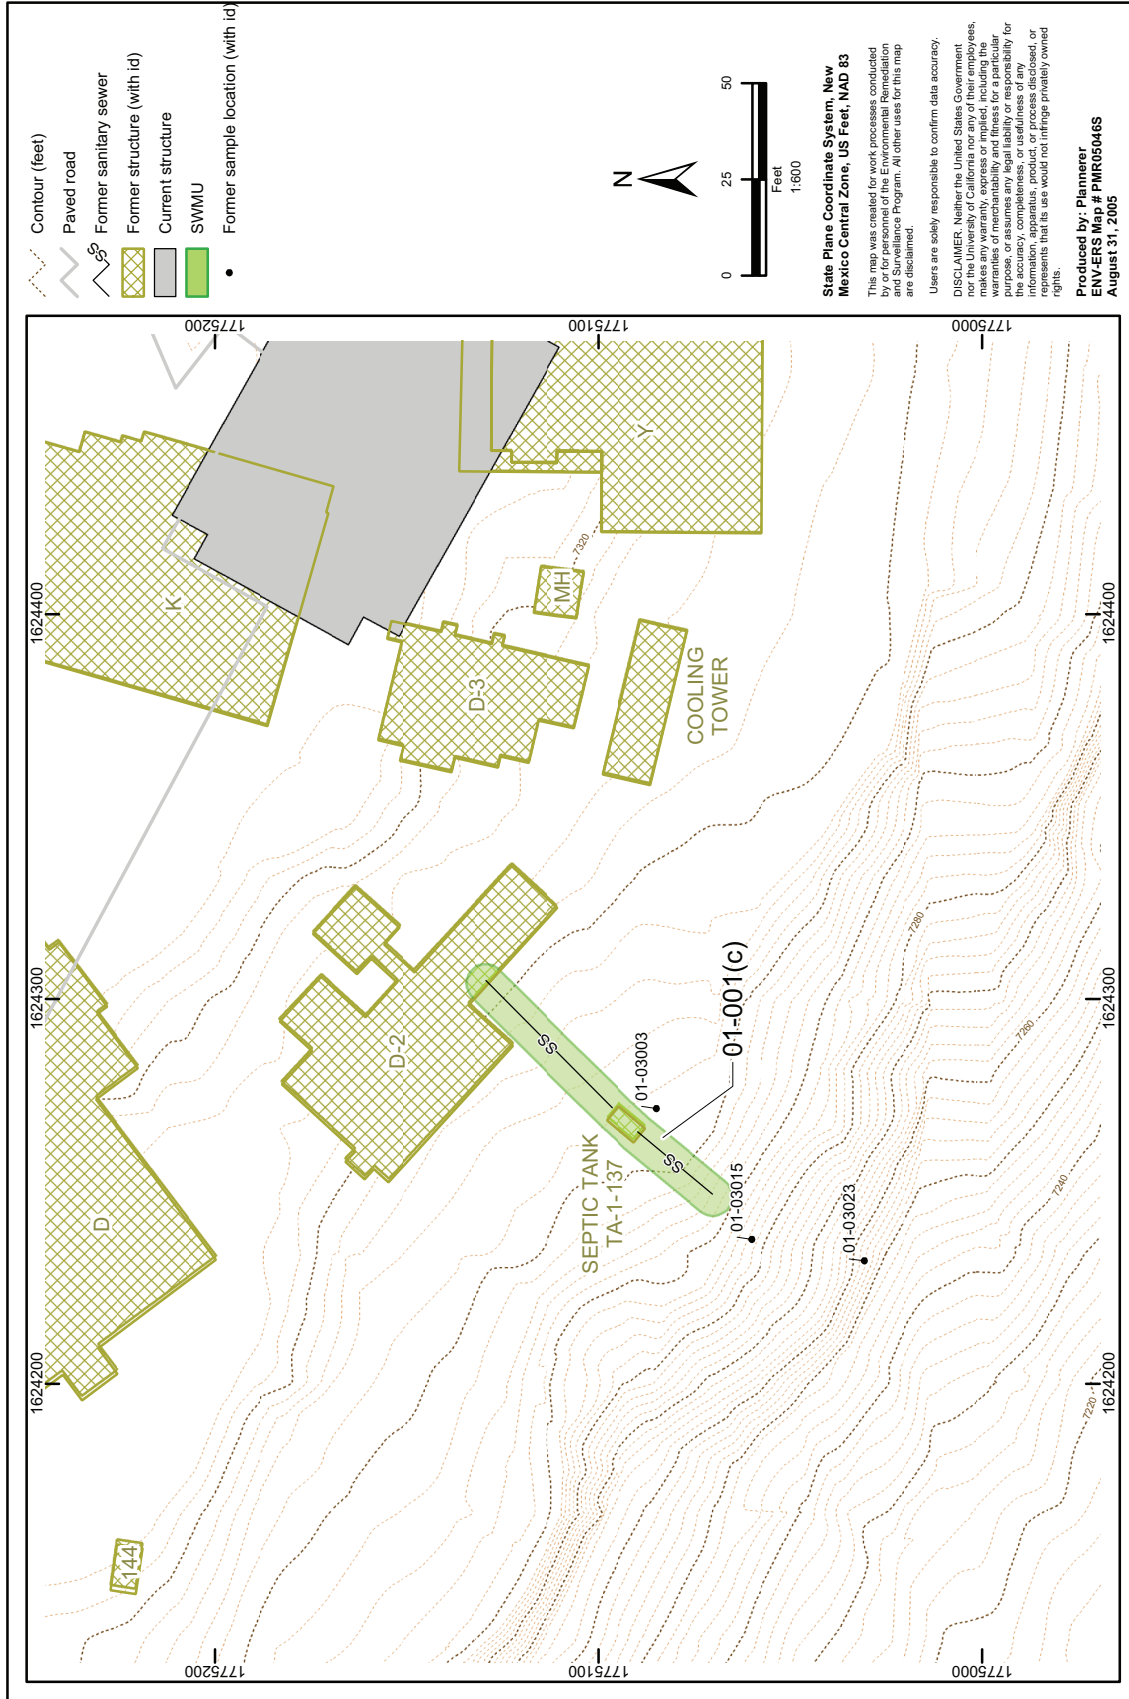 Contour (feet)
Paved road
SS
Former sanitary sewer
Former structure (with id)
Current structure
SWMU
Former sample location (with id)
N
0
25
50
Feet
1:600
State Plane Coordinate System, New
Mexico Central Zone, US Feet, NAD 83
This map was created for work processes conducted
by or for personnel of the Environmental Remediation
and Surveillance Program. All other uses for this map
are disclaimed.
Users are solely responsible to confirm data accuracy.
DISCLAIMER. Neither the United States Government
nor the University of California nor any of their employees,
makes any warranty, express or implied, including the
warranties of merchantability and fitness for a particular
purpose, or assumes any legal liability or responsibility for
the accuracy, completeness, or usefulness of any
information, apparatus, product, or process disclosed, or
represents that its use would not infringe privately owned
rights.
Produced by: Plannerer
ENV-ERS Map # PMR05046S
August 31, 2005
1624200
1624300
1624400
1775200
1775200
1775100
1775100
1775000
1775000
1624200
1624300
1624400
144
D
K
D-2
D-3
MH
Y
COOLING
TOWER
SEPTIC TANK
TA-1-137
SS
SS
01-03003
01-001(c)
01-03015
01-03023
7320
7280
7260
7240
7220